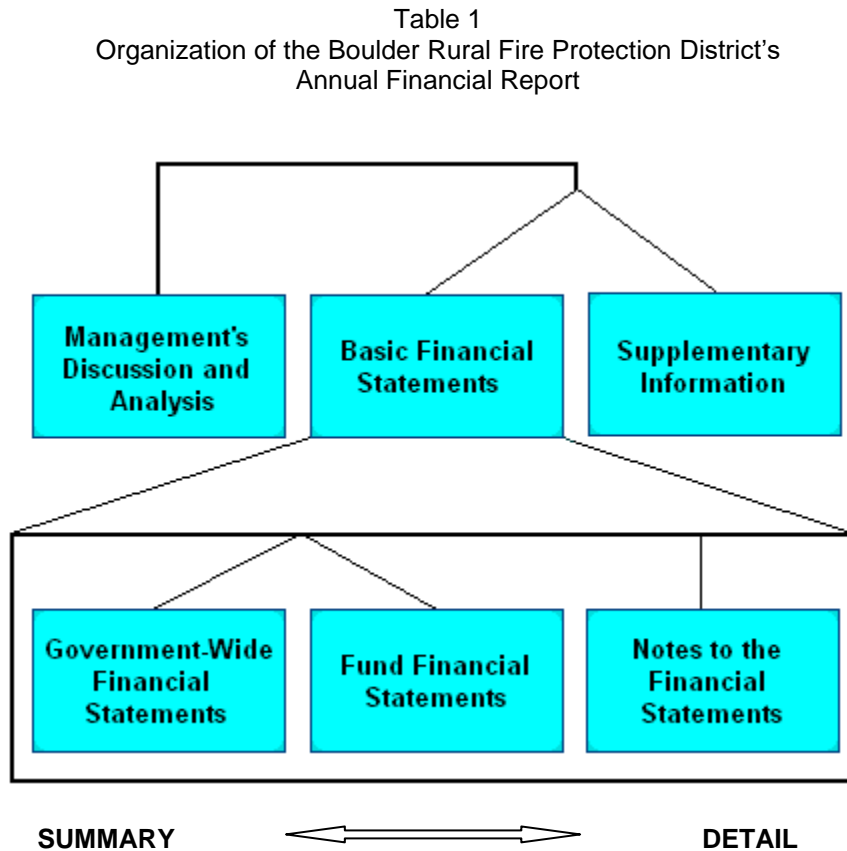 Table 1
Organization of the Boulder Rural Fire Protection District's
Annual Financial Report
Management's
Discussion and
Analysis
Basic Financial
Statements
Supplementary
Information
Government-Wide
Financial
Statements
Fund Financial
Statements
Notes to the
Financial
Statements
SUMMARY
DETAIL